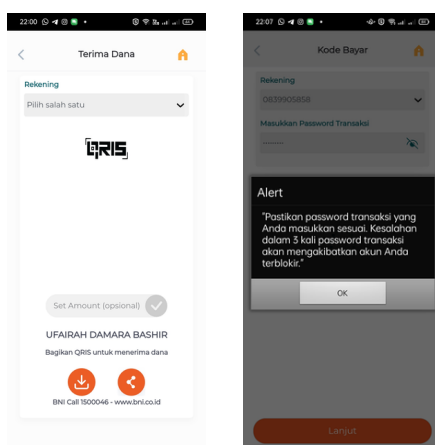 22:00
Terima Dana
Rekening
Pilih salah satu
QRIS
Set Amount (opsional)
UFAIRAH DAMARA BASHIR
Bagikan QRIS untuk menerima dana
BNI Call 1500046 - www.bni.co.id
22:07
Kode Bayar
Rekening
0839905858
Masukkan Password Transaksi
.........
Alert
"Pastikan password transaksi yang
Anda masukkan sesuai. Kesalahan
dalam 3 kali password transaksi
akan mengakibatkan akun Anda
terblokir."
OK
Lanjut